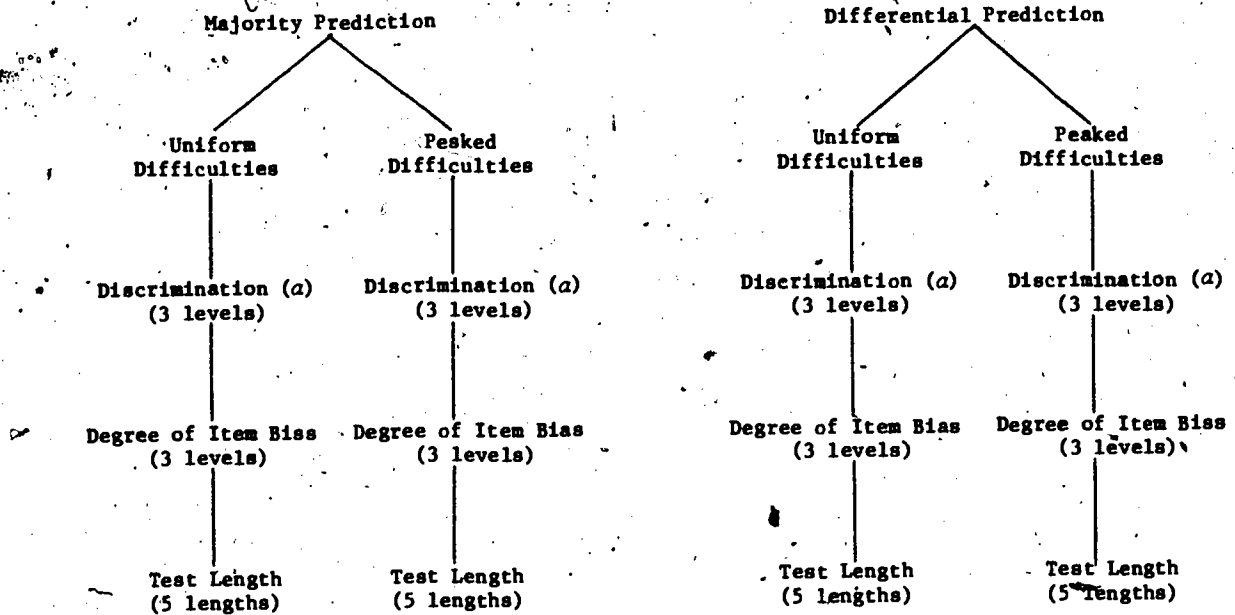 Majority Prediction
Differential Prediction
Uniform
Difficulties
Peaked
Difficulties
Uniform
Difficulties
Peaked
Difficulties
Discrimination (a)
(3 levels)
Discrimination (a)
(3 levels)
Discrimination (a)
(3 levels)
Discrimination (a)
(3 levels)
Degree of Item Bias
(3 levels)
Degree of Item Bias
(3 levels)
Degree of Item Bias
(3 levels)
Degree of Item Bias
(3 levels)
Test Length
(5 lengths)
Test Length
(5 lengths)
Test Length
(5 lengths)
Test Length
(5 lengths)